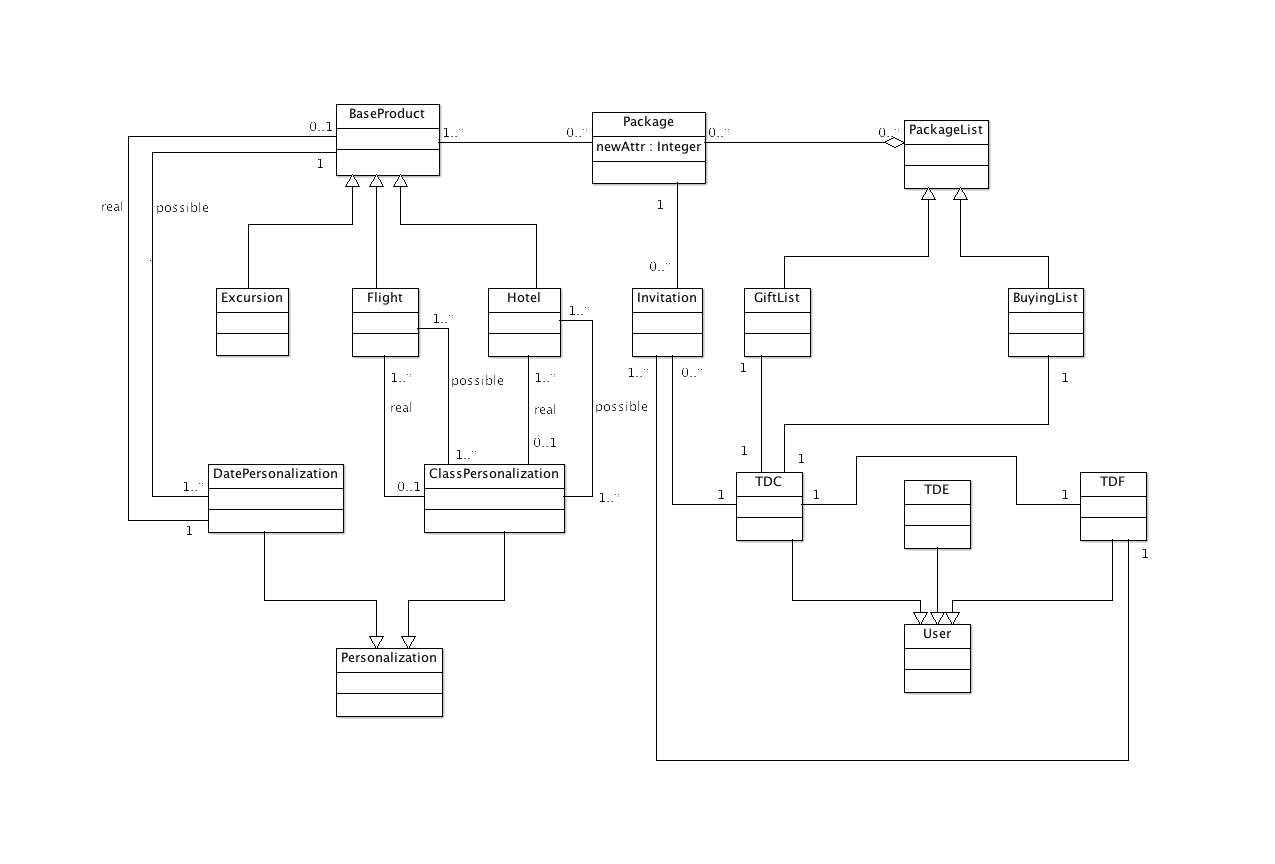 BaseProduct
Package
PackageList
0..1
1..*
0..*
0..*
0..*
newAttr : Integer
1
1
real
possible
0..*
Excursion
Flight
Hotel
Invitation
GiftList
BuyingList
1..*
1..*
1..*
1..*
1..*
0..*
1
1
real
possible
real
possible
0..1
1..*
1
1
DatePersonalization
ClassPersonalization
TDC
TDE
TDF
1..*
0..1
1..*
1
1
1
1
1
Personalization
User